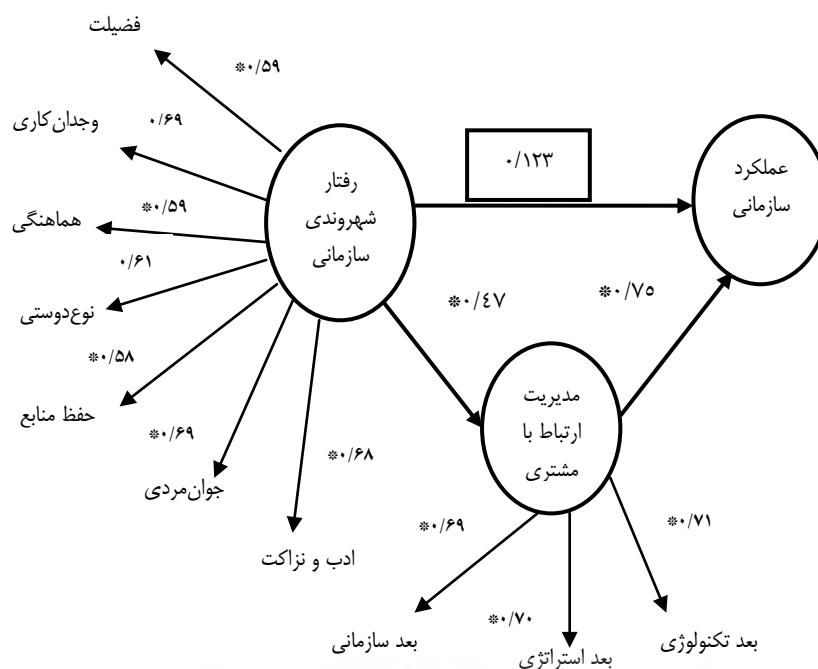 فضیلت
*۰/۵۹
وجدان‌کاری
۰/۶۹
هماهنگی
*۰/۵۹
نوع‌دوستی
۰/۶۱
حفظ منابع
*۰/۵۸
جوان‌مردی
*۰/۶۹
ادب و نزاکت
*۰/۶۸
رفتار
شهروندی
سازمانی
۰/۱۲۳
عملکرد
سازمانی
*۰/٤٧
*۰/٧٥
مدیریت
ارتباط با
مشتری
*۰/۶۹
*۰/۷۰
*۰/۷۱
بعد سازمانی
بعد استراتژی
بعد تکنولوژی